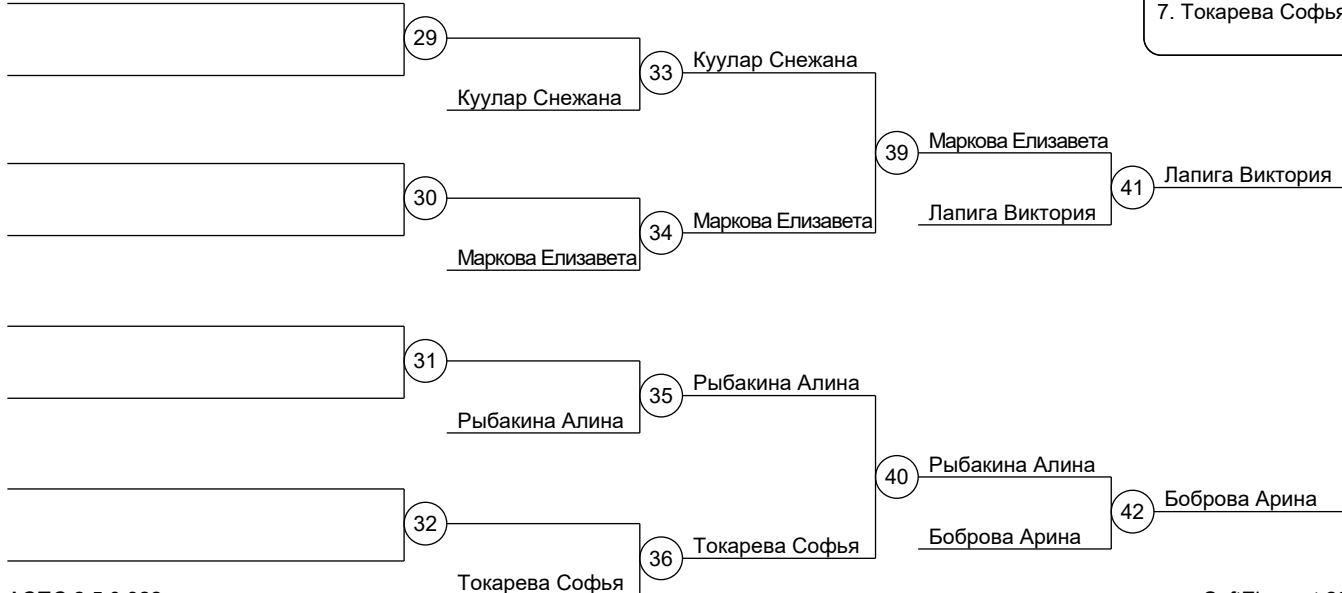 7. Токарева Софья
29
33
Куулар Снежана
Куулар Снежана
39
Маркова Елизавета
41
Лапига Виктория
30
34
Маркова Елизавета
Лапига Виктория
Маркова Елизавета
31
35
Рыбакина Алина
Рыбакина Алина
40
Рыбакина Алина
42
Боброва Арина
32
36
Токарева Софья
Боброва Арина
Токарева Софья